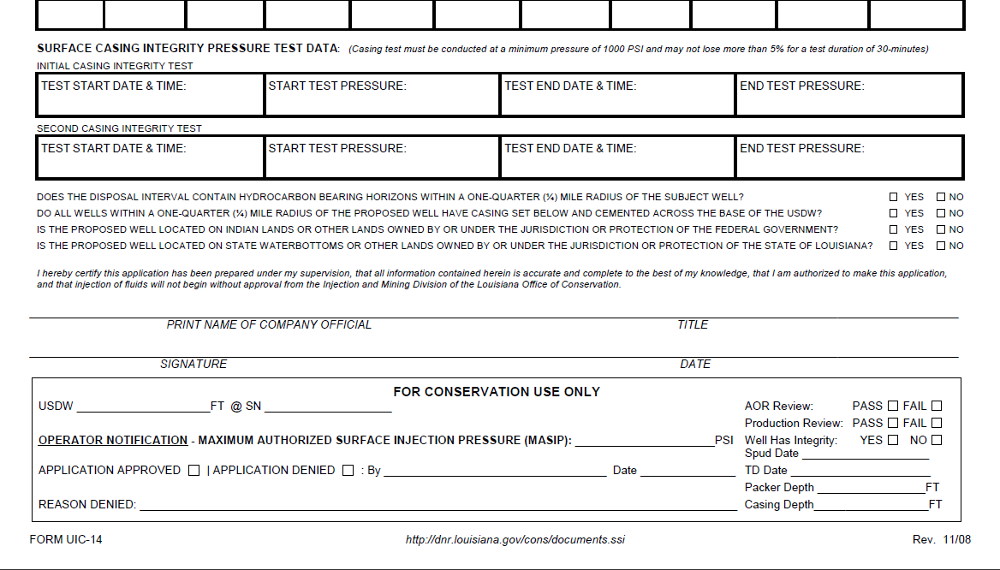 SURFACE CASING INTEGRITY PRESSURE TEST DATA: (Casing test must be conducted at a minimum pressure of 1000 PSI and may not lose more than 5% for a test duration of 30-minutes)
INITIAL CASING INTEGRITY TEST
TEST START DATE & TIME: START TEST PRESSURE: TEST END DATE & TIME: END TEST PRESSURE:
SECOND CASING INTEGRITY TEST
TEST START DATE & TIME: START TEST PRESSURE: TEST END DATE & TIME: END TEST PRESSURE:
DOES THE DISPOSAL INTERVAL CONTAIN HYDROCARBON BEARING HORIZONS WITHIN A ONE-QUARTER (¼) MILE RADIUS OF THE SUBJECT WELL? ☐ YES ☐ NO
DO ALL WELLS WITHIN A ONE-QUARTER (¼) MILE RADIUS OF THE PROPOSED WELL HAVE CASING SET BELOW AND CEMENTED ACROSS THE BASE OF THE USDW? ☐ YES ☐ NO
IS THE PROPOSED WELL LOCATED ON INDIAN LANDS OR OTHER LANDS OWNED BY OR UNDER THE JURISDICTION OR PROTECTION OF THE FEDERAL GOVERNMENT? ☐ YES ☐ NO
IS THE PROPOSED WELL LOCATED ON STATE WATERBOTTOMS OR OTHER LANDS OWNED BY OR UNDER THE JURISDICTION OR PROTECTION OF THE STATE OF LOUISIANA? ☐ YES ☐ NO
I hereby certify this application has been prepared under my supervision, that all information contained herein is accurate and complete to the best of my knowledge, that I am authorized to make this application,
and that injection of fluids will not begin without approval from the Injection and Mining Division of the Louisiana Office of Conservation.
PRINT NAME OF COMPANY OFFICIAL TITLE
SIGNATURE DATE
FOR CONSERVATION USE ONLY
USDW ____________________FT @ SN ____________________ AOR Review: PASS ☐ FAIL ☐
Production Review: PASS ☐ FAIL ☐
OPERATOR NOTIFICATION - MAXIMUM AUTHORIZED SURFACE INJECTION PRESSURE (MASIP): ____________________PSI Well Has Integrity: YES ☐ NO ☐
Spud Date ____________________
APPLICATION APPROVED ☐ | APPLICATION DENIED ☐ : By ____________________ Date ____________________ TD Date ____________________
Packer Depth ____________________FT
REASON DENIED: ____________________ Casing Depth____________________FT
FORM UIC-14 http://dnr.louisiana.gov/cons/documents.ssi Rev. 11/08